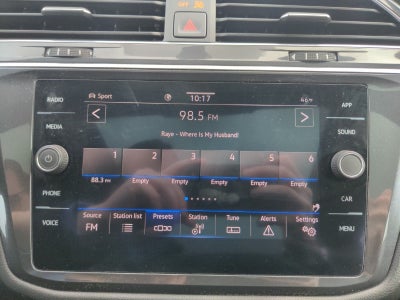 OFF
RADIO
MEDIA
PHONE
VOICE
APP
SOUND
CAR
MENU
Sport 10:17 46°F
98.5 FM
Raye - Where Is My Husband!
1 2 3 4 5 6
88.3 FM Empty Empty Empty Empty Empty
Source Station list Presets Station Tune Alerts Settings
FM